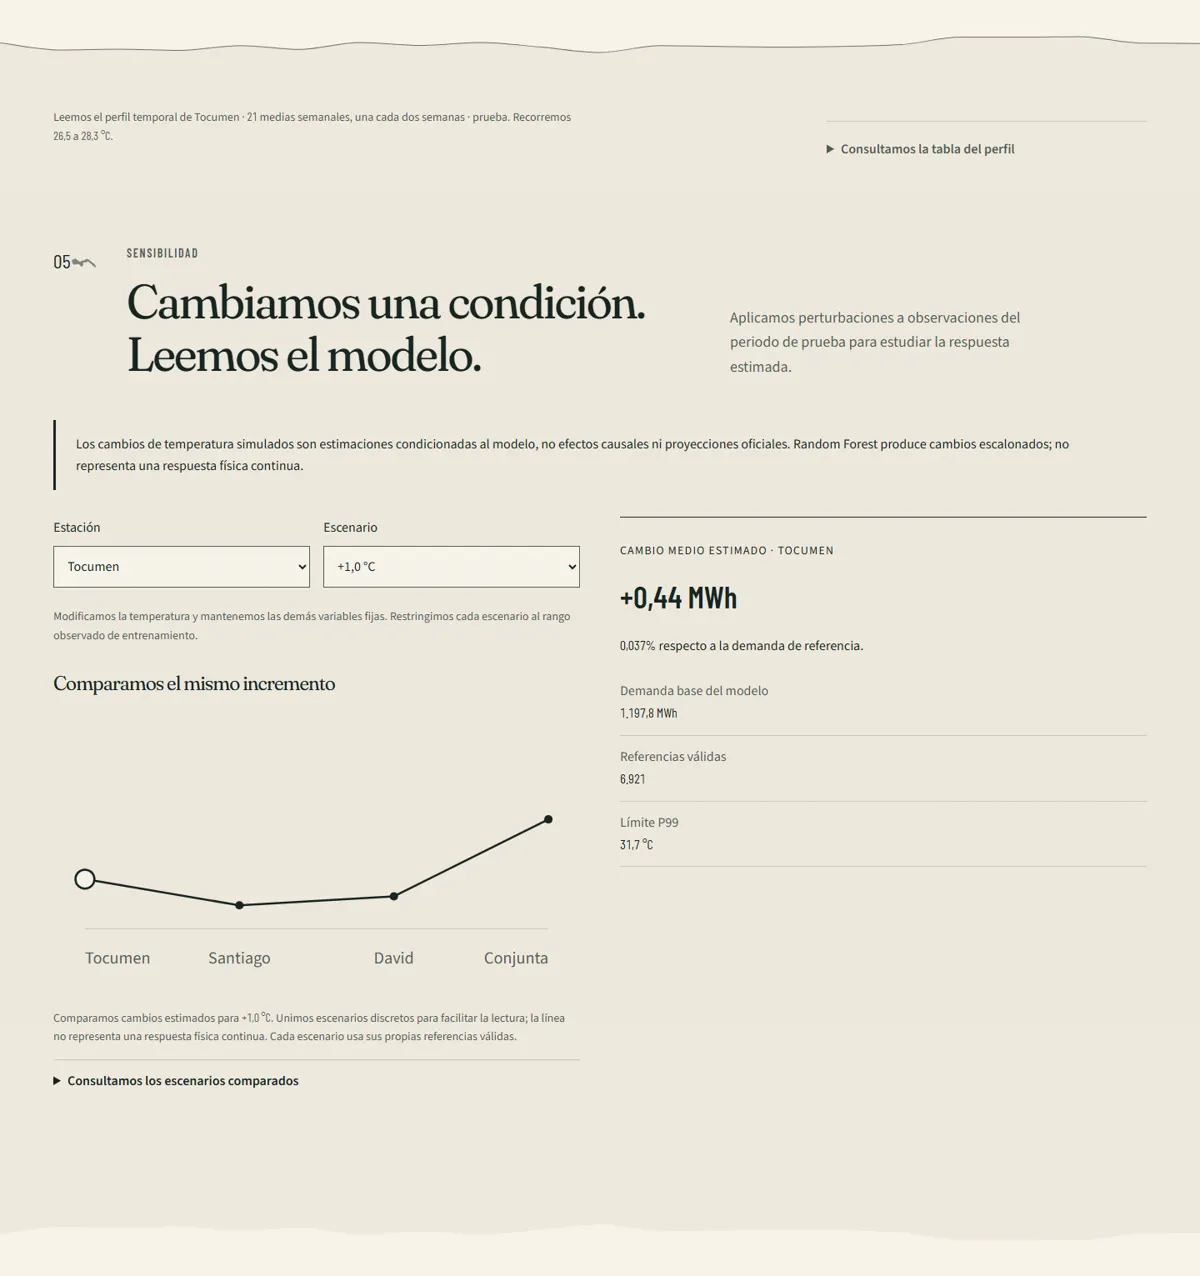 Leemos el perfil temporal de Tocumen · 21 medias semanales, una cada dos semanas · prueba. Recorremos
26,5 a 28,3 °C.
▶ Consultamos la tabla del perfil
05
SENSIBILIDAD
Cambiamos una condición.
Leemos el modelo.
Aplicamos perturbaciones a observaciones del
periodo de prueba para estudiar la respuesta
estimada.
Los cambios de temperatura simulados son estimaciones condicionadas al modelo, no efectos causales ni proyecciones oficiales. Random Forest produce cambios escalonados; no
representa una respuesta física continua.
Estación
Escenario
Tocumen
+1,0 °C
Modificamos la temperatura y mantenemos las demás variables fijas. Restringimos cada escenario al rango
observado de entrenamiento.
Comparamos el mismo incremento
Tocumen
Santiago
David
Conjunta
Comparamos cambios estimados para +1,0 °C. Unimos escenarios discretos para facilitar la lectura; la línea
no representa una respuesta física continua. Cada escenario usa sus propias referencias válidas.
▶ Consultamos los escenarios comparados
CAMBIO MEDIO ESTIMADO · TOCUMEN
+0,44 MWh
0,037% respecto a la demanda de referencia.
Demanda base del modelo
1.197,8 MWh
Referencias válidas
6.921
Límite P99
31,7 °C